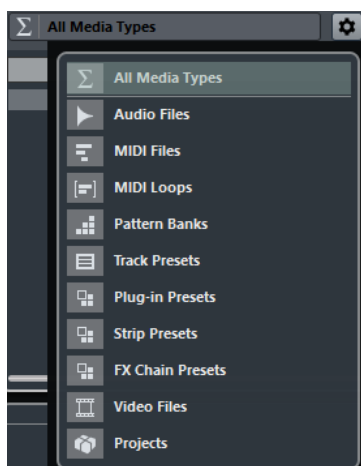 All Media Types
All Media Types
Audio Files
MIDI Files
MIDI Loops
Pattern Banks
Track Presets
Plug-in Presets
Strip Presets
FX Chain Presets
Video Files
Projects